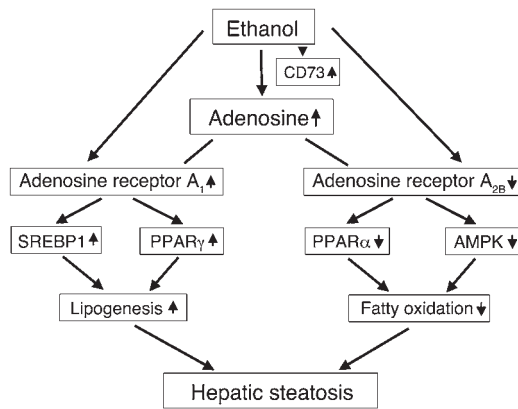 Ethanol
CD73↑
Adenosine↑
Adenosine receptor A₁↑
Adenosine receptor A₂B↓
SREBP1↑
PPARγ↑
PPARα↓
AMPK↓
Lipogenesis↑
Fatty oxidation↓
Hepatic steatosis